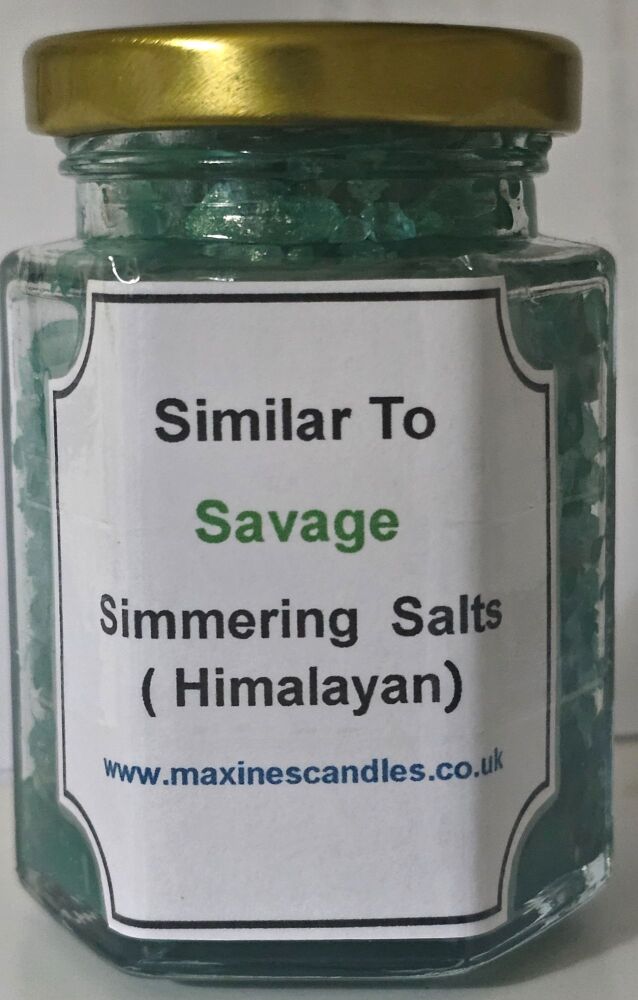 Similar To
Savage
Simmering Salts
( Himalayan)
www.maxinescandles.co.uk